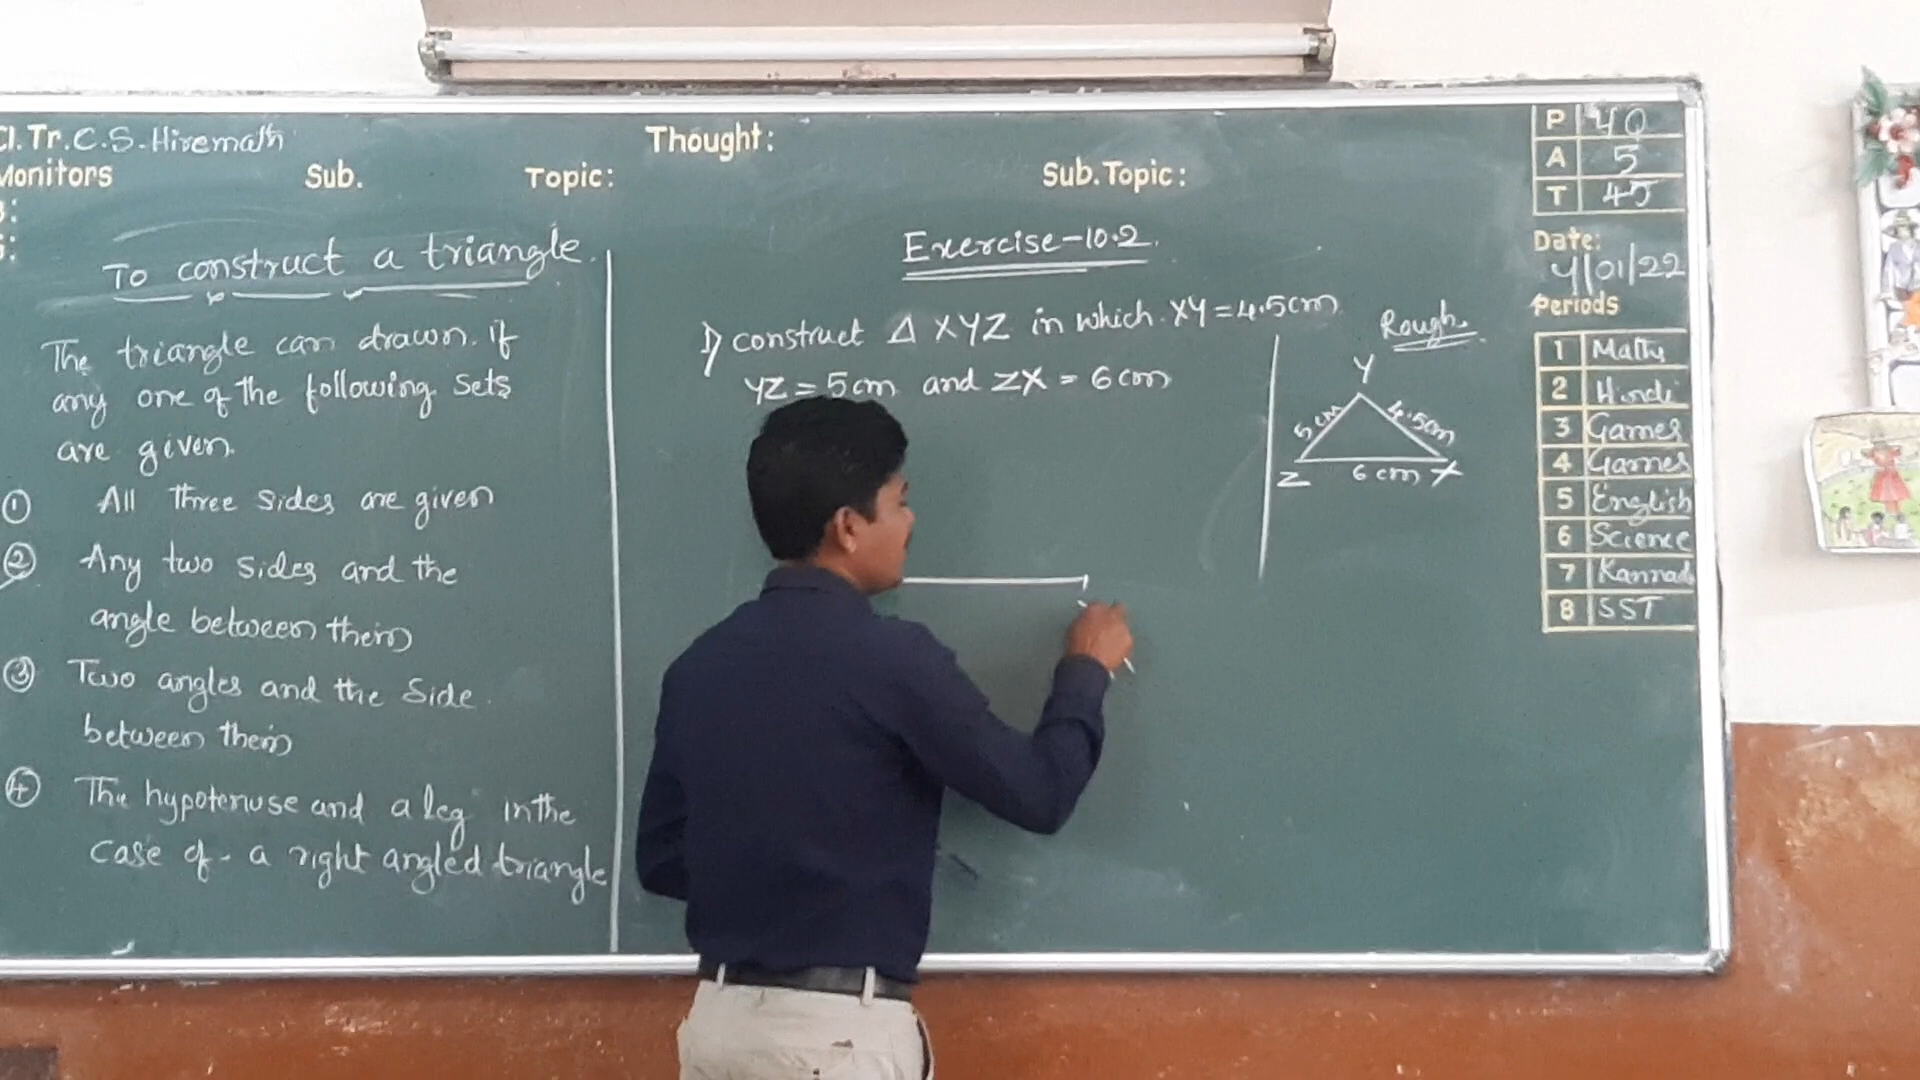 Cl.Tr.C.S.Hiremath
Monitors
Sub.
Topic:
Thought:
Sub.Topic:
To construct a triangle.
The triangle can drawn. if
any one of the following sets
are given.
① All three sides are given
② Any two sides and the
angle between them
③ Two angles and the side
between them
④ The hypotenuse and a leg in the
case of a right angled triangle
Exercise-10.2.
1) construct Δ XYZ in which XY = 4.5cm
YZ = 5cm and ZX = 6cm
Rough.
Y
5cm
4.5cm
Z 6cm X
P 40
A 5
T 45
Date:
4/01/22
Periods
1 Maths
2 Hindi
3 Games
4 Games
5 English
6 Science
7 Kannada
8 SST